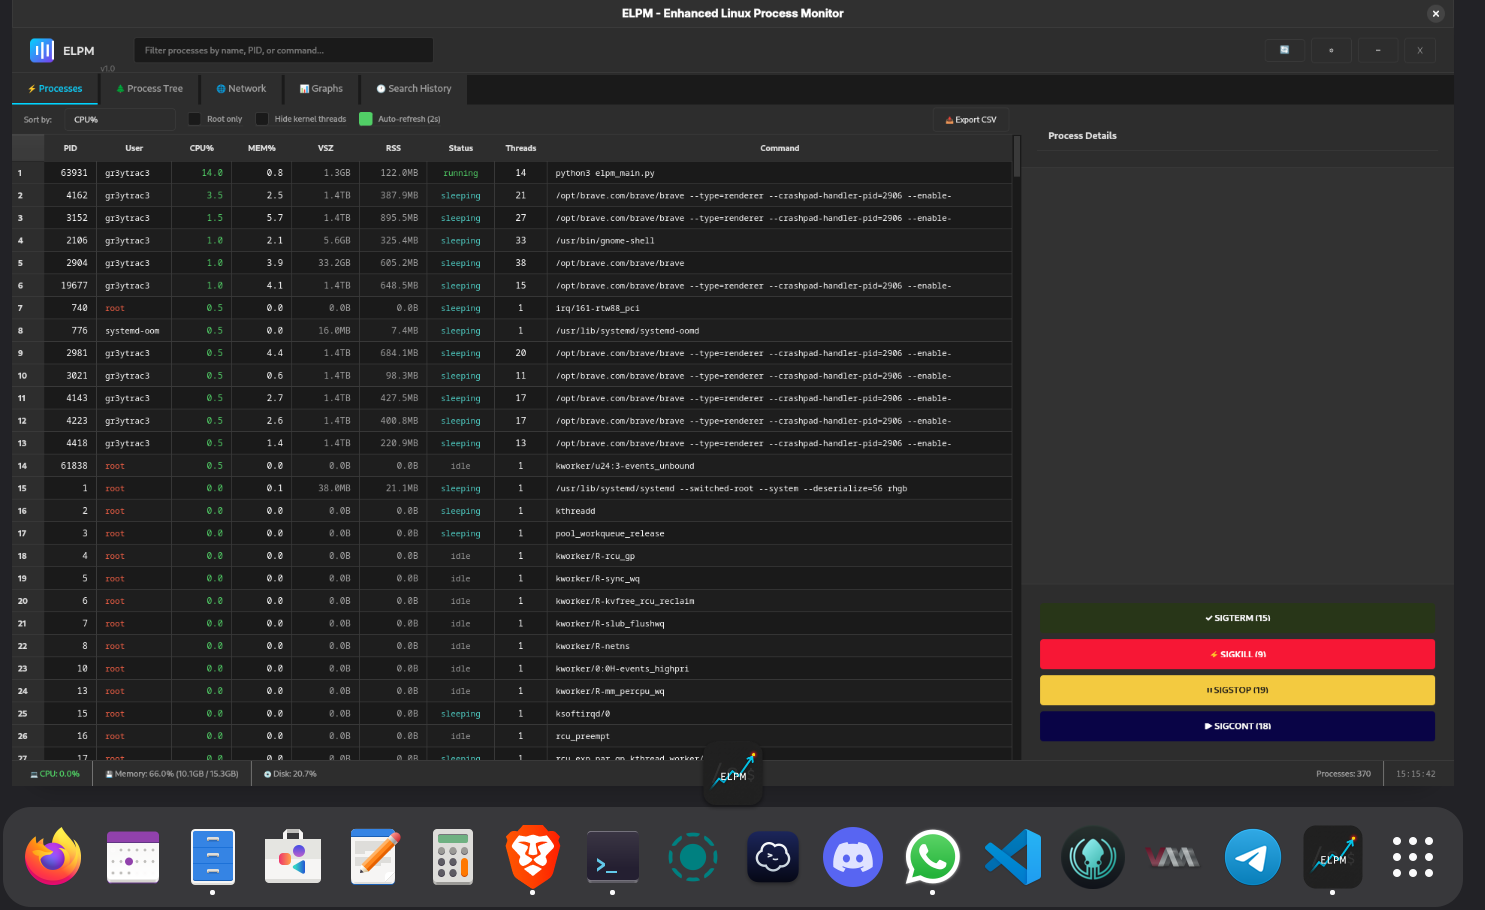 ELPM - Enhanced Linux Process Monitor
ELPM
v1.0
Filter processes by name, PID, or command...
X
Processes
Process Tree
Network
Graphs
Search History
Sort by: CPU% Root only Hide kernel threads Auto-refresh (2s) Export CSV
Process Details
PID User CPU% MEM% VSZ RSS Status Threads Command
1 63931 gr3ytrac3 14.0 0.8 1.3GB 122.0MB running 14 python3 elpm_main.py
2 4162 gr3ytrac3 3.5 2.5 1.4TB 387.9MB sleeping 21 /opt/brave.com/brave/brave --type=renderer --crashpad-handler-pid=2906 --enable-
3 3152 gr3ytrac3 1.5 5.7 1.4TB 895.5MB sleeping 27 /opt/brave.com/brave/brave --type=renderer --crashpad-handler-pid=2906 --enable-
4 2106 gr3ytrac3 1.0 2.1 5.6GB 325.4MB sleeping 33 /usr/bin/gnome-shell
5 2904 gr3ytrac3 1.0 3.9 33.2GB 605.2MB sleeping 38 /opt/brave.com/brave/brave
6 19677 gr3ytrac3 1.0 4.1 1.4TB 648.5MB sleeping 15 /opt/brave.com/brave/brave --type=renderer --crashpad-handler-pid=2906 --enable-
7 740 root 0.5 0.0 0.0B 0.0B sleeping 1 irq/161-rtw88_pci
8 776 systemd-oom 0.5 0.0 16.0MB 7.4MB sleeping 1 /usr/lib/systemd/systemd-oomd
9 2981 gr3ytrac3 0.5 4.4 1.4TB 684.1MB sleeping 20 /opt/brave.com/brave/brave --type=renderer --crashpad-handler-pid=2906 --enable-
10 3021 gr3ytrac3 0.5 0.6 1.4TB 98.3MB sleeping 11 /opt/brave.com/brave/brave --type=renderer --crashpad-handler-pid=2906 --enable-
11 4143 gr3ytrac3 0.5 2.7 1.4TB 427.5MB sleeping 17 /opt/brave.com/brave/brave --type=renderer --crashpad-handler-pid=2906 --enable-
12 4223 gr3ytrac3 0.5 2.6 1.4TB 400.8MB sleeping 17 /opt/brave.com/brave/brave --type=renderer --crashpad-handler-pid=2906 --enable-
13 4418 gr3ytrac3 0.5 1.4 1.4TB 220.9MB sleeping 13 /opt/brave.com/brave/brave --type=renderer --crashpad-handler-pid=2906 --enable-
14 61838 root 0.5 0.0 0.0B 0.0B idle 1 kworker/u24:3-events_unbound
15 1 root 0.0 0.1 38.0MB 21.1MB sleeping 1 /usr/lib/systemd/systemd --switched-root --system --deserialize=56 rhgb
16 2 root 0.0 0.0 0.0B 0.0B sleeping 1 kthreadd
17 3 root 0.0 0.0 0.0B 0.0B sleeping 1 pool_workqueue_release
18 4 root 0.0 0.0 0.0B 0.0B idle 1 kworker/R-rcu_gp
19 5 root 0.0 0.0 0.0B 0.0B idle 1 kworker/R-sync_wq
20 6 root 0.0 0.0 0.0B 0.0B idle 1 kworker/R-kvfree_rcu_reclaim
21 7 root 0.0 0.0 0.0B 0.0B idle 1 kworker/R-slub_flushwq
22 8 root 0.0 0.0 0.0B 0.0B idle 1 kworker/R-netns
23 10 root 0.0 0.0 0.0B 0.0B idle 1 kworker/0:0H-events_highpri
24 13 root 0.0 0.0 0.0B 0.0B idle 1 kworker/R-mm_percpu_wq
25 15 root 0.0 0.0 0.0B 0.0B sleeping 1 ksoftirqd/0
26 16 root 0.0 0.0 0.0B 0.0B idle 1 rcu_preempt
27 17 root 0.0 0.0 0.0B 0.0B sleeping 1 rcu_exp_par_gp_kthread_worker/
SIGTERM (15)
SIGKILL (9)
SIGSTOP (19)
SIGCONT (18)
ELPM
CPU: 0.0% Memory: 66.0% (10.1GB / 15.3GB) Disk: 20.7% Processes: 370 15:15:42
>_
VMM
ELPM